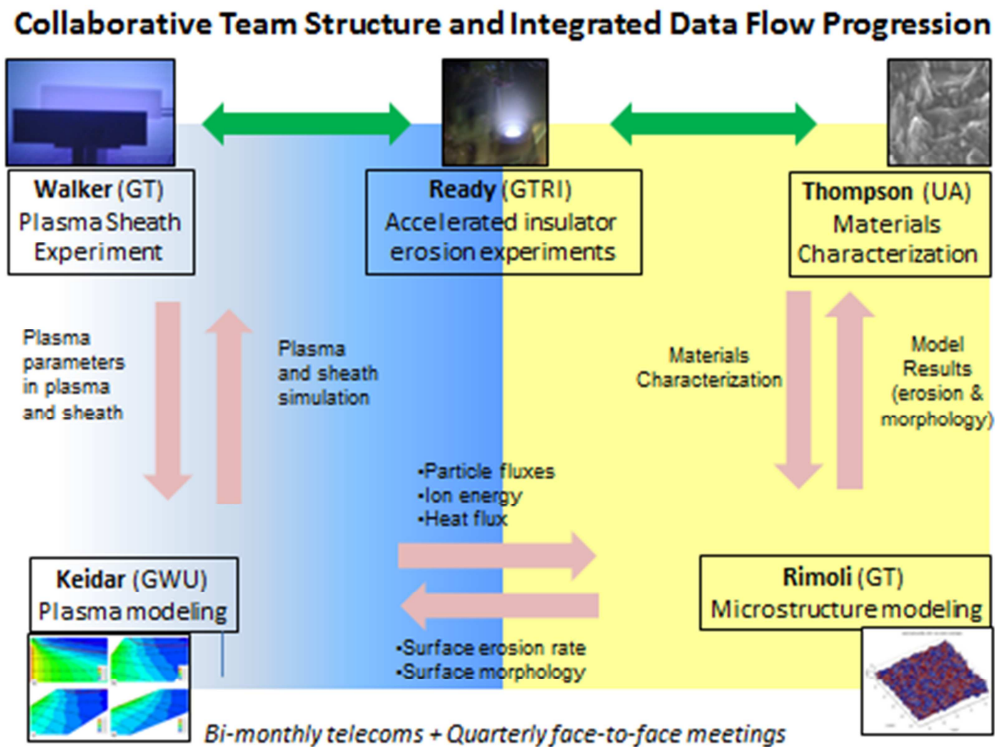 Collaborative Team Structure and Integrated Data Flow Progression
Walker (GT)
Plasma Sheath
Experiment
Ready (GTRI)
Accelerated insulator
erosion experiments
Thompson (UA)
Materials
Characterization
Plasma
parameters
in plasma
and sheath
Plasma
and sheath
simulation
Materials
Characterization
Model
Results
(erosion &
morphology)
•Particle fluxes
•Ion energy
•Heat flux
Keidar (GWU)
Plasma modeling
Rimoli (GT)
Microstructure modeling
•Surface erosion rate
•Surface morphology
Bi-monthly telecoms + Quarterly face-to-face meetings